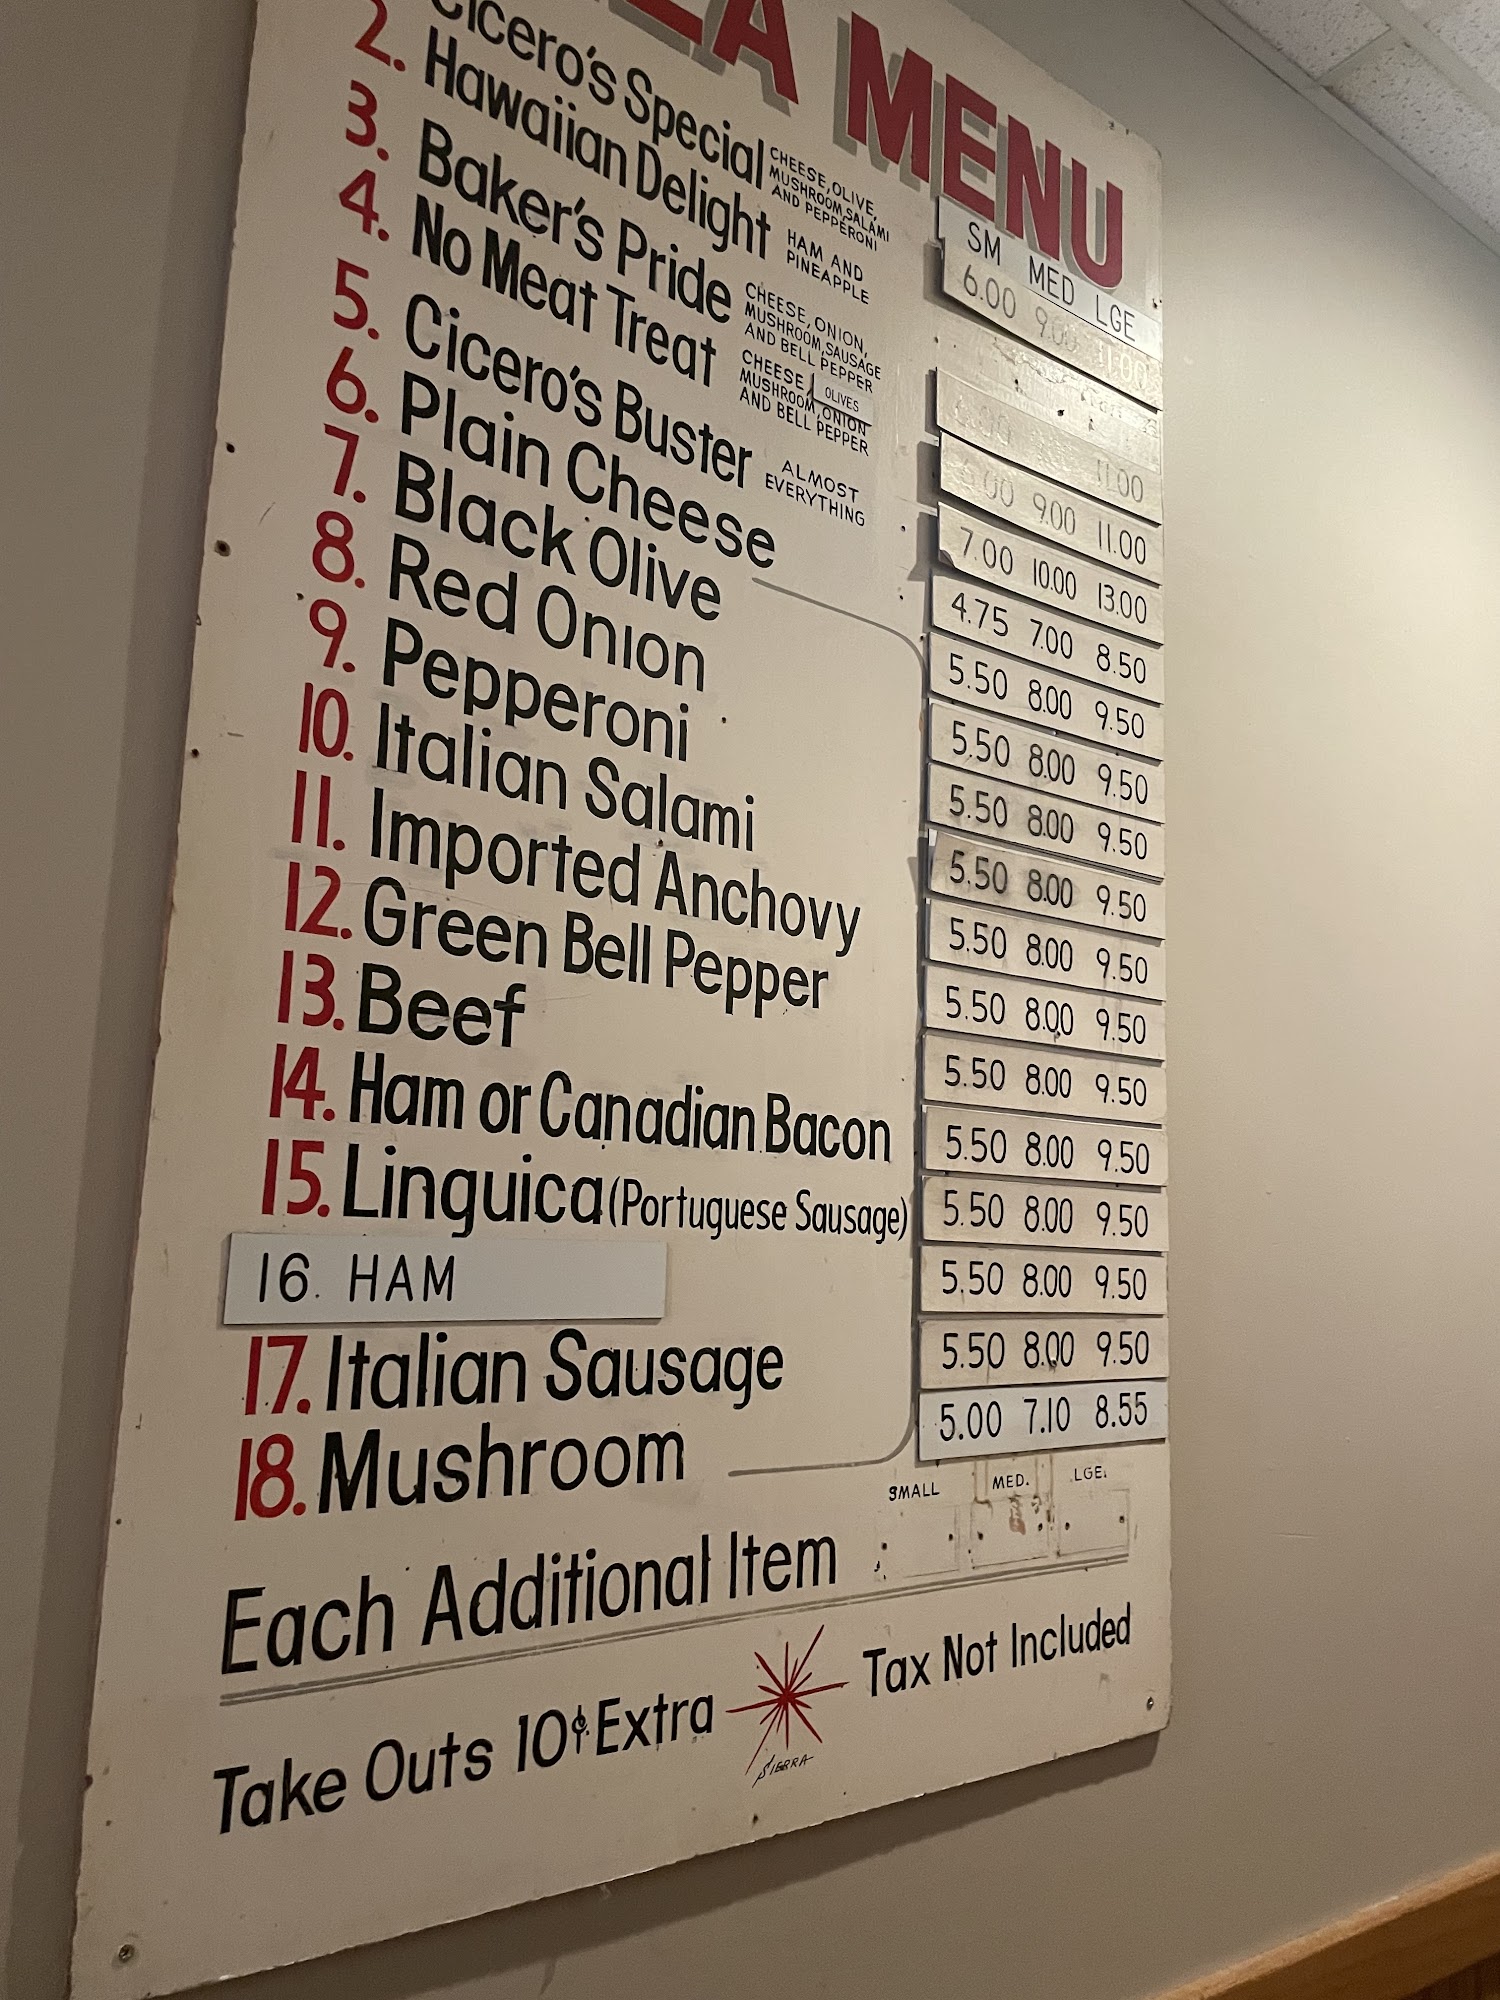 MENU
SM MED LGE
Cicero's Special CHEESE, OLIVE, MUSHROOM, SALAMI AND PEPPERONI 6.00 9.00 11.00
2. Hawaiian Delight HAM AND PINEAPPLE
3. Baker's Pride CHEESE, ONION, MUSHROOM, SAUSAGE AND BELL PEPPER 11.00
4. No Meat Treat CHEESE, OLIVES MUSHROOM, ONION AND BELL PEPPER 9.00 11.00
5. Cicero's Buster ALMOST EVERYTHING 7.00 10.00 13.00
6. Plain Cheese 4.75 7.00 8.50
7. Black Olive 5.50 8.00 9.50
8. Red Onion 5.50 8.00 9.50
9. Pepperoni 5.50 8.00 9.50
10. Italian Salami 5.50 8.00 9.50
11. Imported Anchovy 5.50 8.00 9.50
12. Green Bell Pepper 5.50 8.00 9.50
13. Beef 5.50 8.00 9.50
14. Ham or Canadian Bacon 5.50 8.00 9.50
15. Linguica (Portuguese Sausage) 5.50 8.00 9.50
16. HAM 5.50 8.00 9.50
17. Italian Sausage 5.50 8.00 9.50
18. Mushroom 5.00 7.10 8.55
SMALL MED. LGE.
Each Additional Item
Take Outs 10¢ Extra Tax Not Included
SIERRA